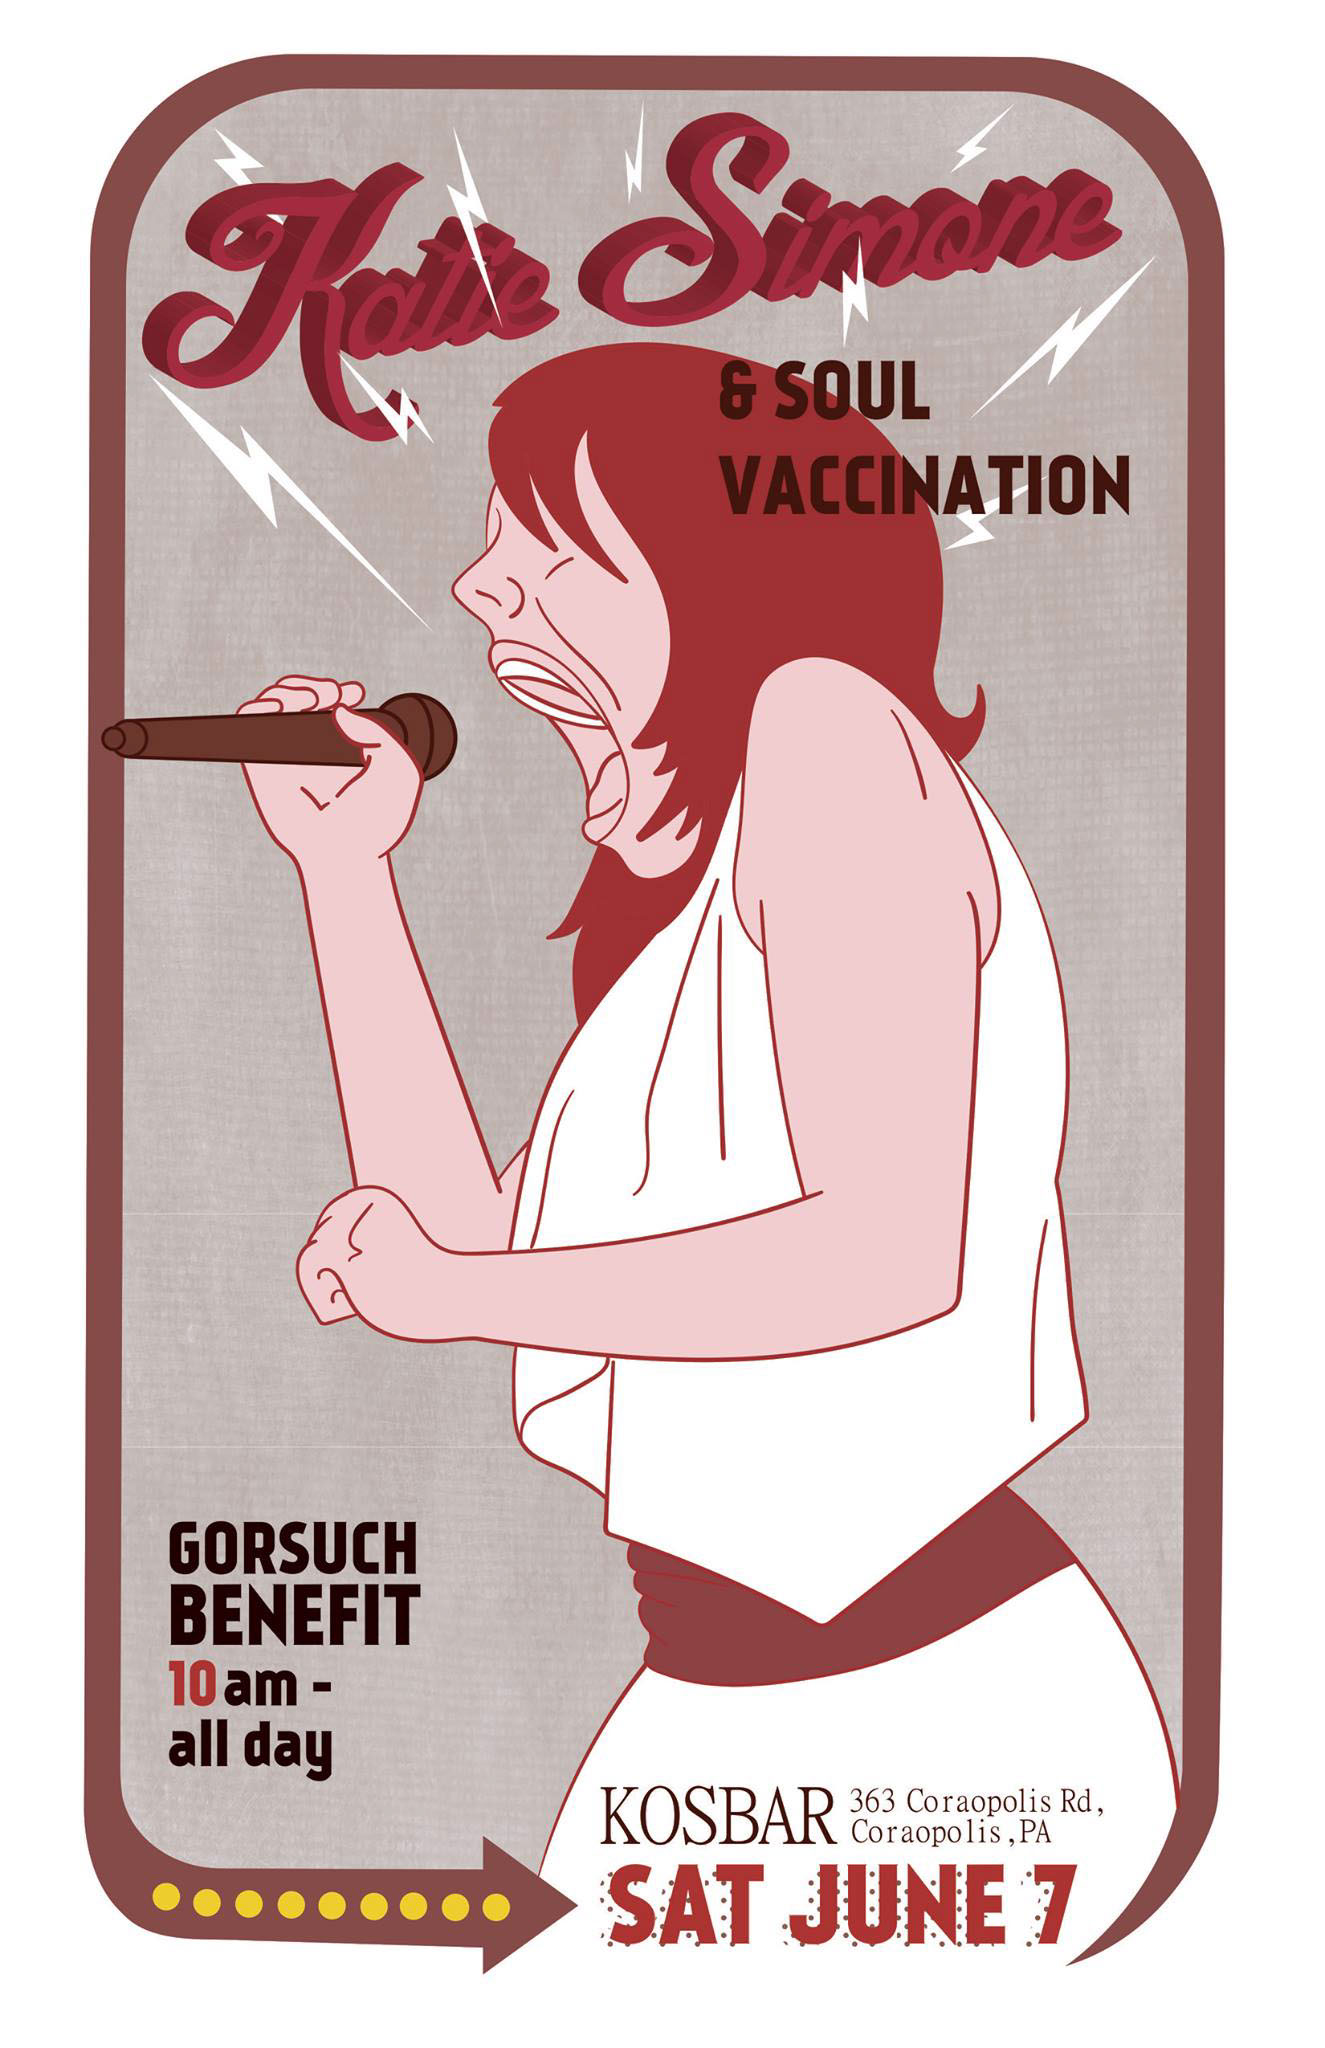 Katie Simone
& SOUL
VACCINATION
GORSUCH
BENEFIT
10 am -
all day
KOSBAR 363 Coraopolis Rd,
Coraopolis, PA
SAT JUNE 7